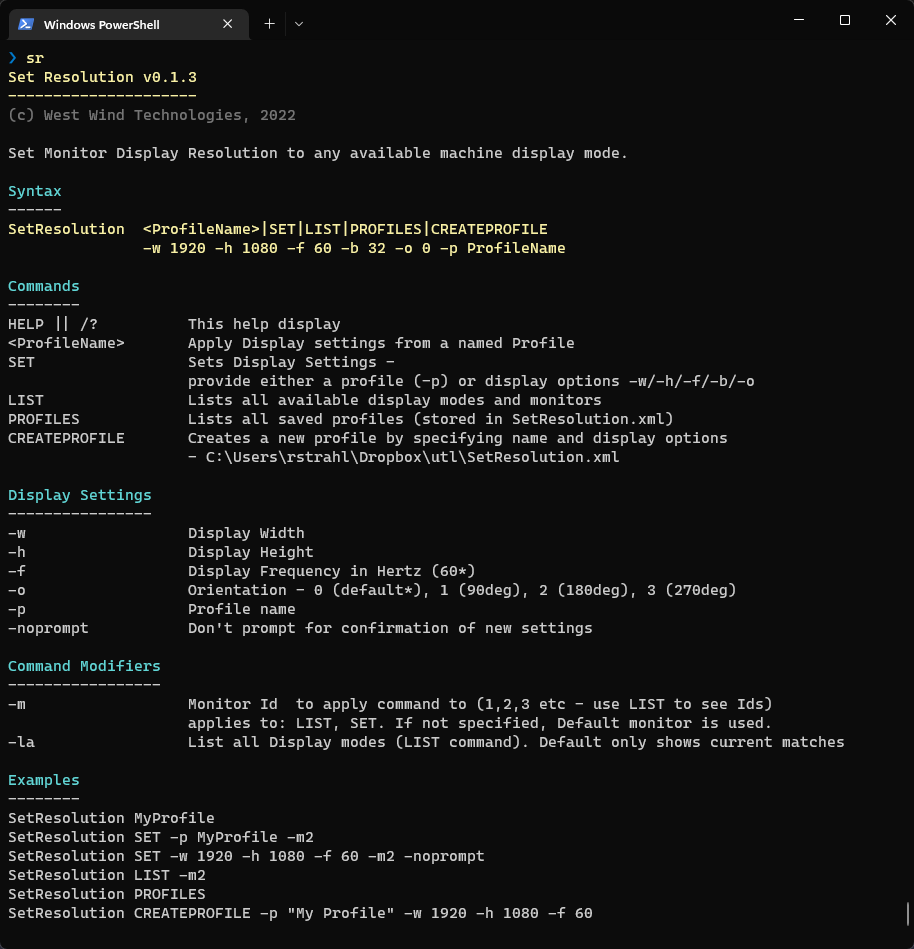 Windows PowerShell
❯ sr
Set Resolution v0.1.3
---------------------
(c) West Wind Technologies, 2022
Set Monitor Display Resolution to any available machine display mode.
Syntax
------
SetResolution  <ProfileName>|SET|LIST|PROFILES|CREATEPROFILE
               -w 1920 -h 1080 -f 60 -b 32 -o 0 -p ProfileName
Commands
--------
HELP || /?          This help display
<ProfileName>       Apply Display settings from a named Profile
SET                 Sets Display Settings -
                    provide either a profile (-p) or display options -w/-h/-f/-b/-o
LIST                Lists all available display modes and monitors
PROFILES            Lists all saved profiles (stored in SetResolution.xml)
CREATEPROFILE       Creates a new profile by specifying name and display options
                    - C:\Users\rstrahl\Dropbox\utl\SetResolution.xml
Display Settings
----------------
-w                  Display Width
-h                  Display Height
-f                  Display Frequency in Hertz (60*)
-o                  Orientation - 0 (default*), 1 (90deg), 2 (180deg), 3 (270deg)
-p                  Profile name
-noprompt           Don't prompt for confirmation of new settings
Command Modifiers
-----------------
-m                  Monitor Id  to apply command to (1,2,3 etc - use LIST to see Ids)
                    applies to: LIST, SET. If not specified, Default monitor is used.
-la                 List all Display modes (LIST command). Default only shows current matches
Examples
--------
SetResolution MyProfile
SetResolution SET -p MyProfile -m2
SetResolution SET -w 1920 -h 1080 -f 60 -m2 -noprompt
SetResolution LIST -m2
SetResolution PROFILES
SetResolution CREATEPROFILE -p "My Profile" -w 1920 -h 1080 -f 60